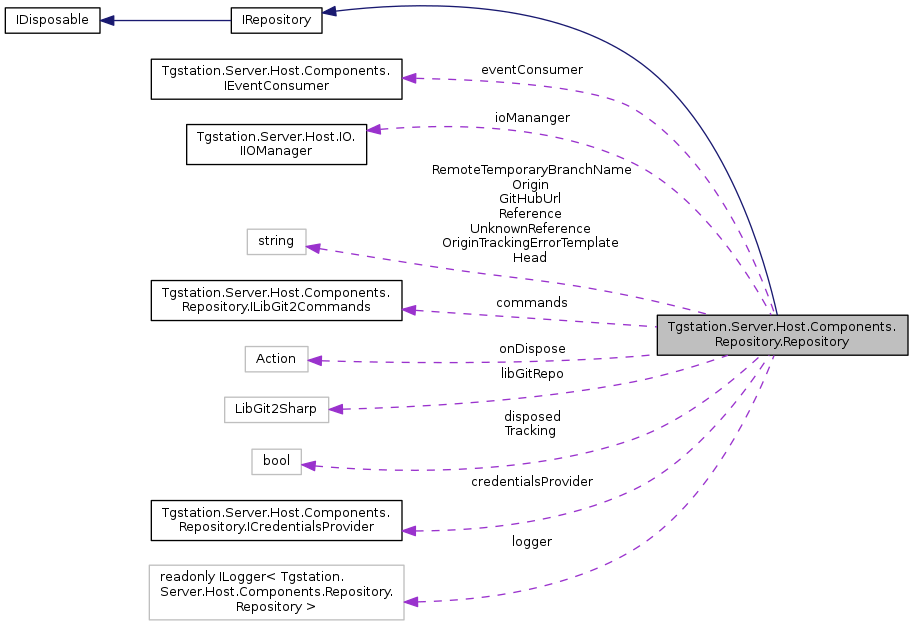 IDisposable
IRepository
Tgstation.Server.Host.Components.
IEventConsumer
eventConsumer
Tgstation.Server.Host.IO.
IIOManager
ioMananger
RemoteTemporaryBranchName
Origin
GitHubUrl
Reference
UnknownReference
OriginTrackingErrorTemplate
Head
string
Tgstation.Server.Host.Components.
Repository.ILibGit2Commands
commands
Tgstation.Server.Host.Components.
Repository.Repository
Action
onDispose
libGitRepo
LibGit2Sharp
disposed
Tracking
bool
credentialsProvider
Tgstation.Server.Host.Components.
Repository.ICredentialsProvider
logger
readonly ILogger< Tgstation.
Server.Host.Components.Repository.
Repository >